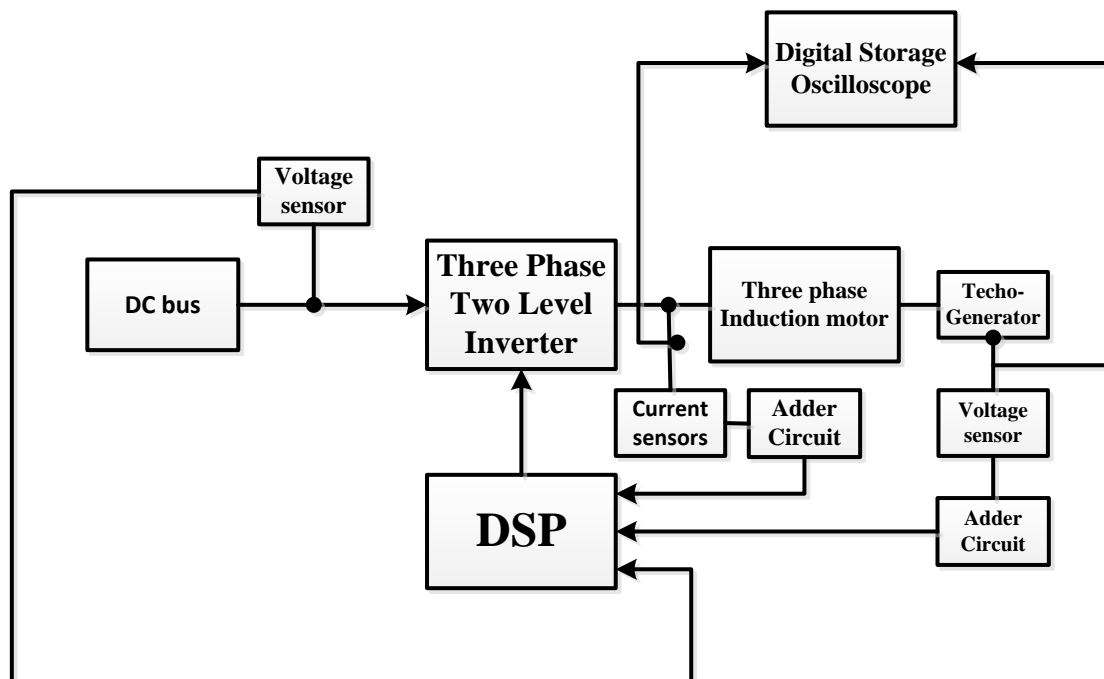 Digital Storage
Oscilloscope
Voltage
sensor
DC bus
Three Phase
Two Level
Inverter
Three phase
Induction motor
Techo-
Generator
Current
sensors
Adder
Circuit
Voltage
sensor
DSP
Adder
Circuit